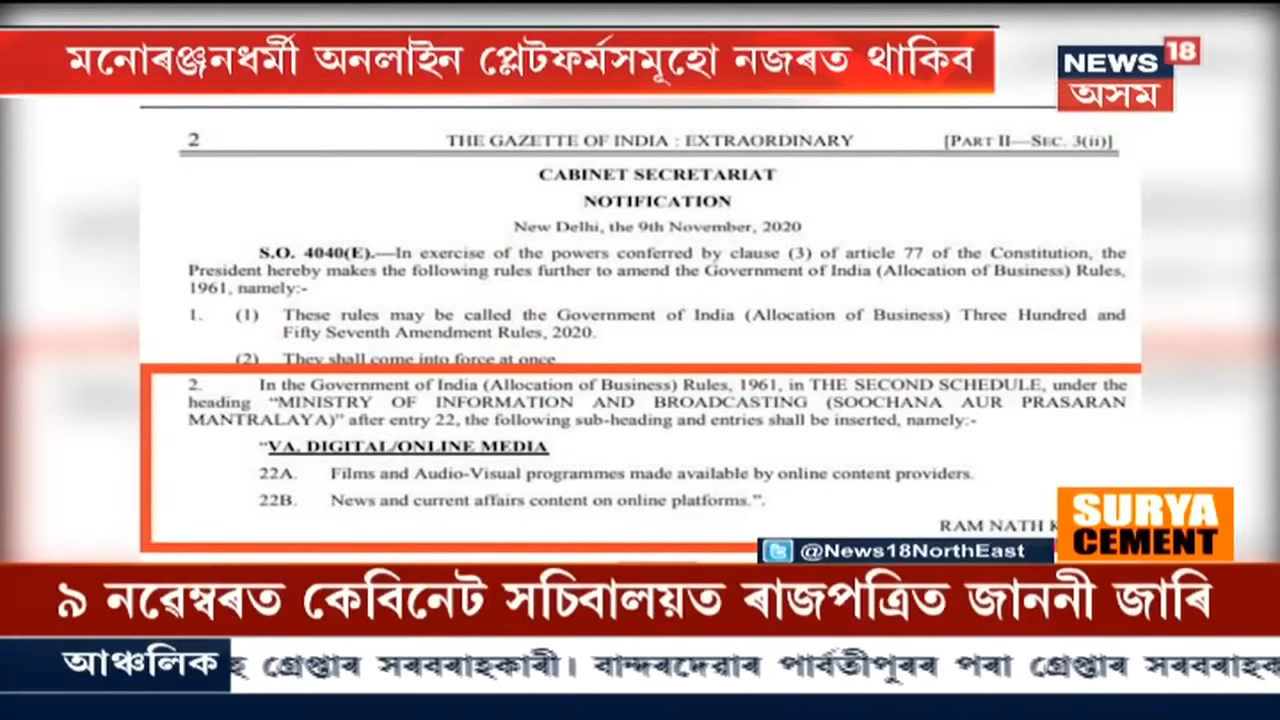 মনোৰঞ্জনধৰ্মী অনলাইন প্লেটফৰ্মসমূহো নজৰত থাকিব
NEWS 18
অসম
2 THE GAZETTE OF INDIA : EXTRAORDINARY [PART II—SEC. 3(ii)]
CABINET SECRETARIAT
NOTIFICATION
New Delhi, the 9th November, 2020
S.O. 4040(E).—In exercise of the powers conferred by clause (3) of article 77 of the Constitution, the
President hereby makes the following rules further to amend the Government of India (Allocation of Business) Rules,
1961, namely:-
1. (1) These rules may be called the Government of India (Allocation of Business) Three Hundred and
Fifty Seventh Amendment Rules, 2020.
(2) They shall come into force at once
2. In the Government of India (Allocation of Business) Rules, 1961, in THE SECOND SCHEDULE, under the
heading “MINISTRY OF INFORMATION AND BROADCASTING (SOOCHANA AUR PRASARAN
MANTRALAYA)” after entry 22, the following sub-heading and entries shall be inserted, namely:-
“VA. DIGITAL/ONLINE MEDIA
22A. Films and Audio-Visual programmes made available by online content providers.
22B. News and current affairs content on online platforms.”.
RAM NATH
SURYA
CEMENT
@News18NorthEast
৯ নৱেম্বৰত কেবিনেট সচিবালয়ত ৰাজপত্ৰিত জাননী জাৰি
আঞ্চলিক গ্ৰেপ্তাৰ সৰবৰাহকাৰী। বান্দৰদেৱাৰ পাৰ্বতীপুৰৰ পৰা গ্ৰেপ্তাৰ